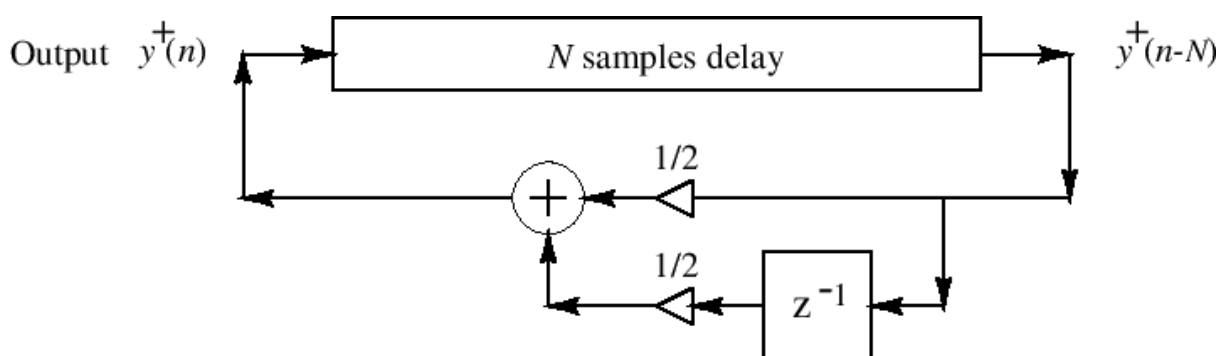 Output y⁺(n)
N samples delay
y⁺(n-N)
1/2
+
1/2
z⁻¹